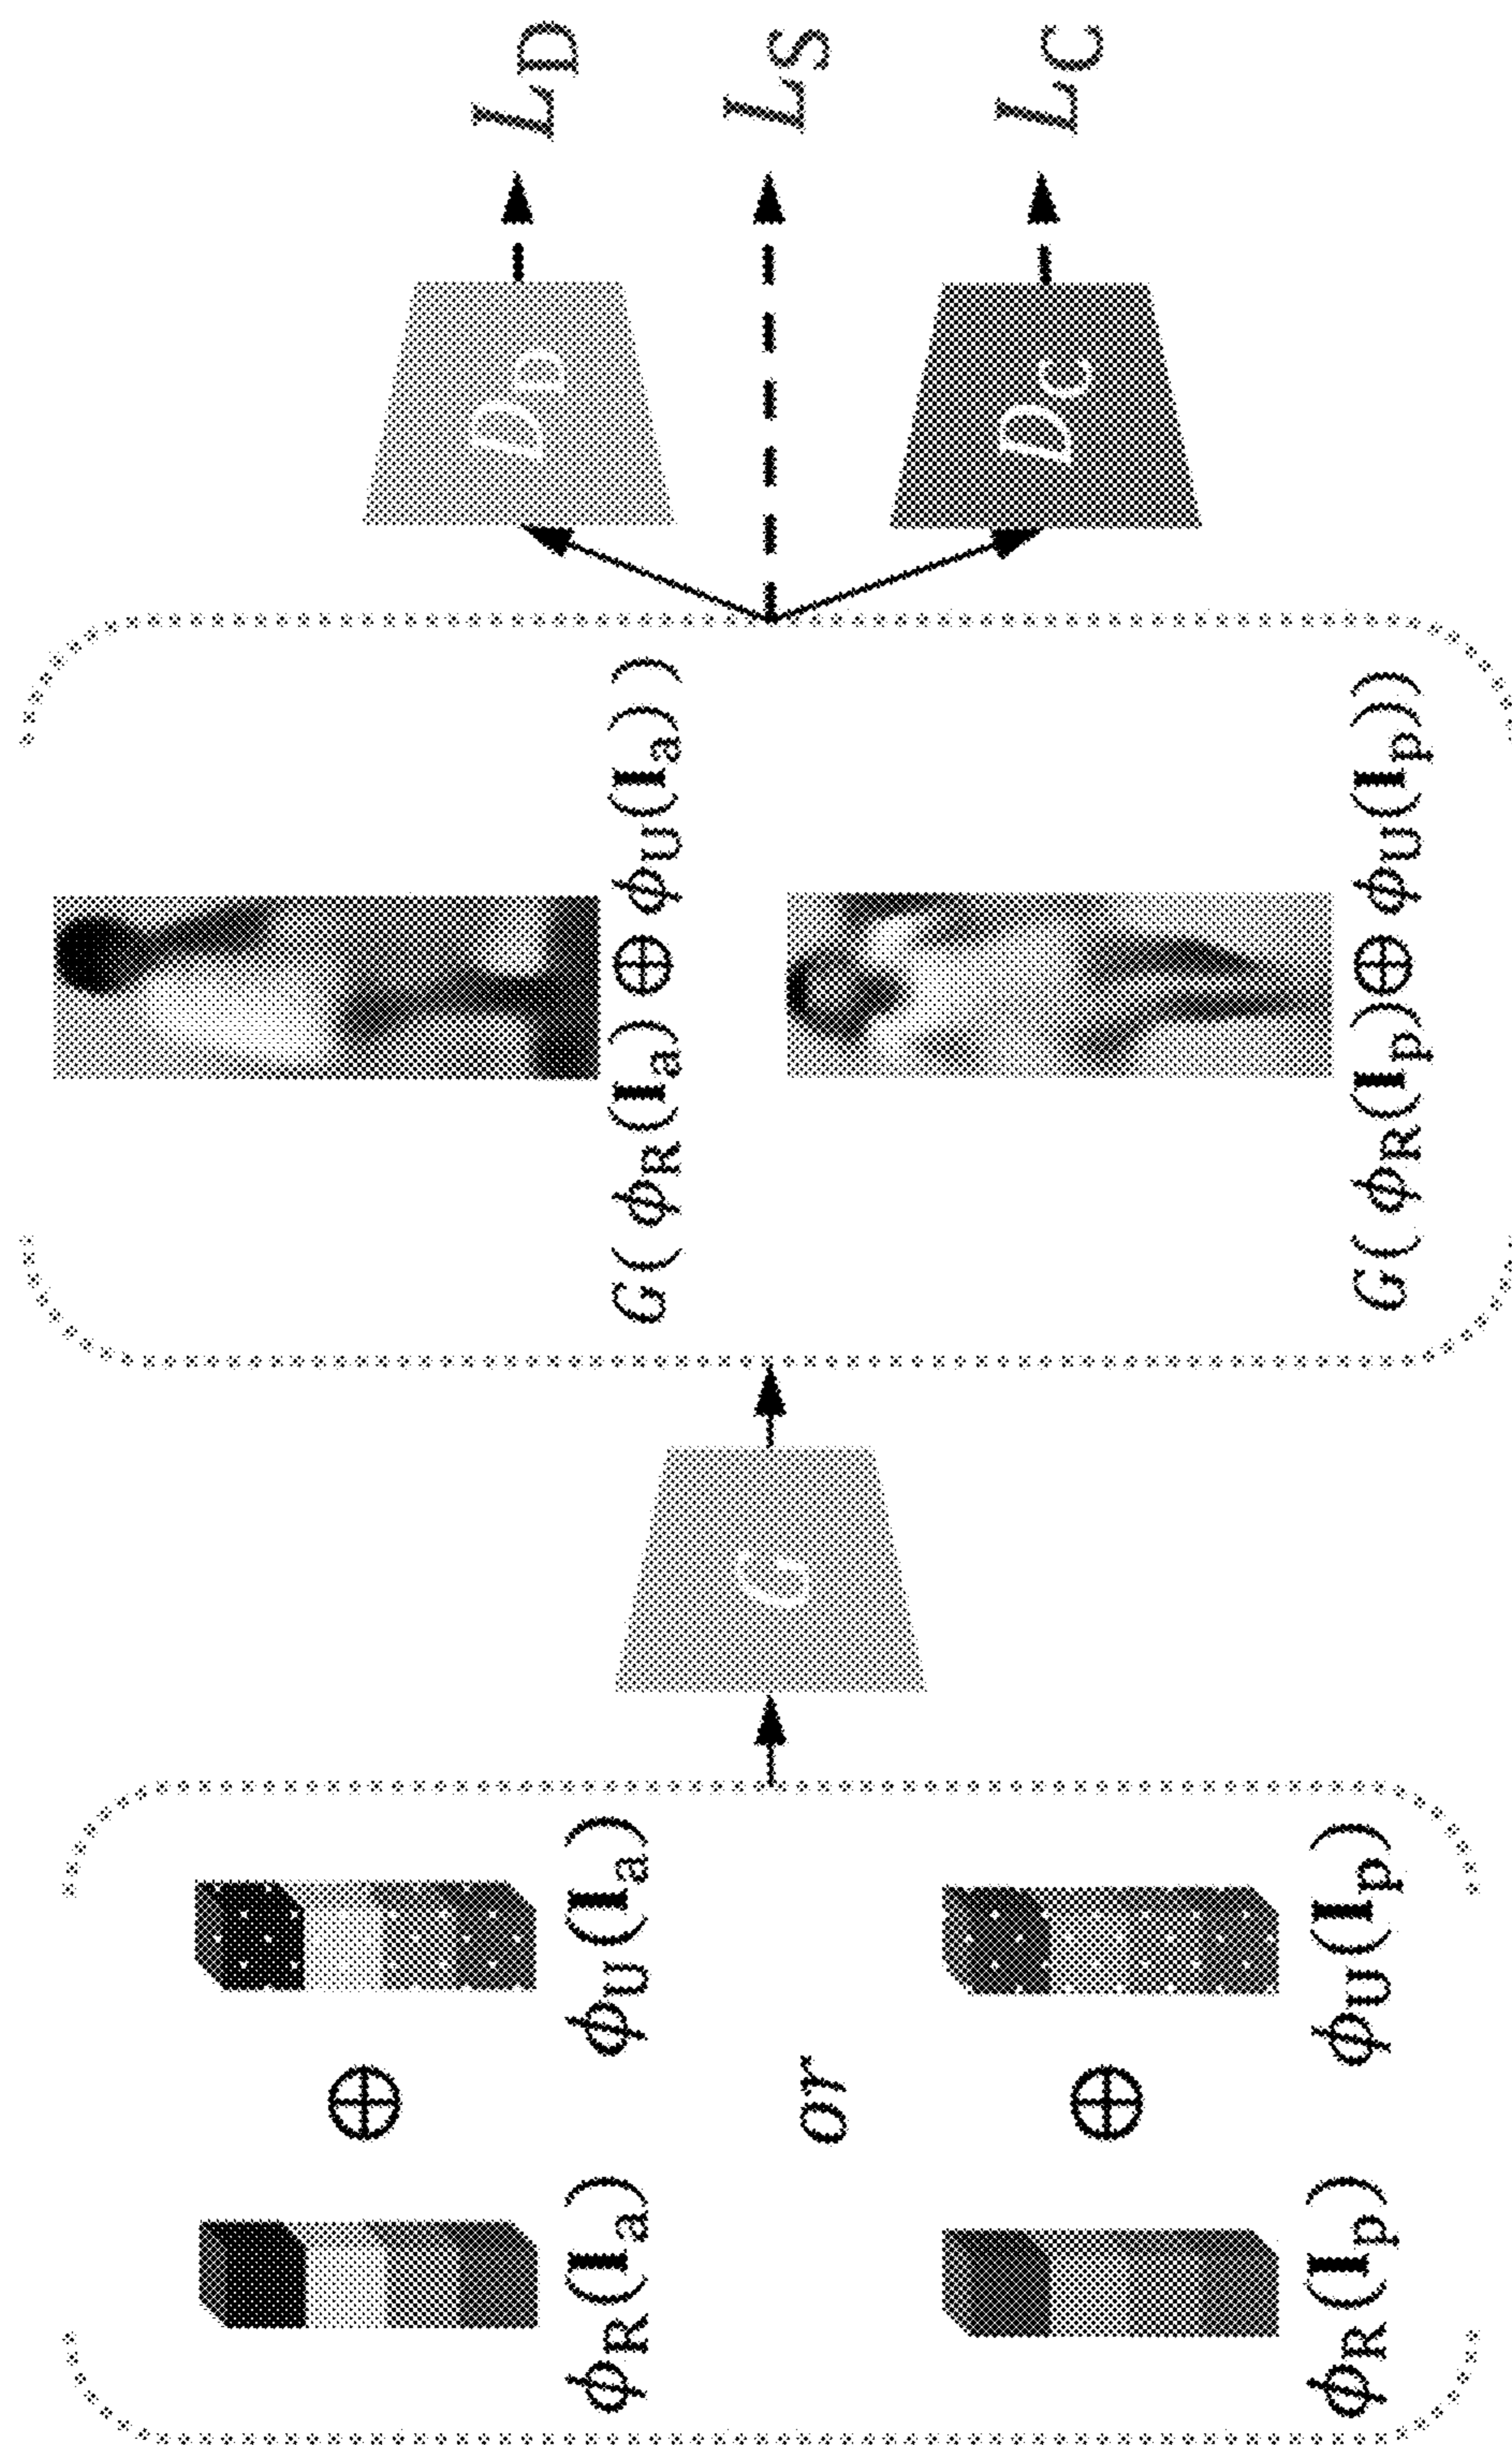 ϕR(Ia) ⊕ ϕU(Ia)
or
ϕR(Ip) ⊕ ϕU(Ip)
G
G( ϕR(Ia) ⊕ ϕU(Ia) )
G( ϕR(Ip)⊕ ϕU(Ip))
DD
DC
LD
LS
LC